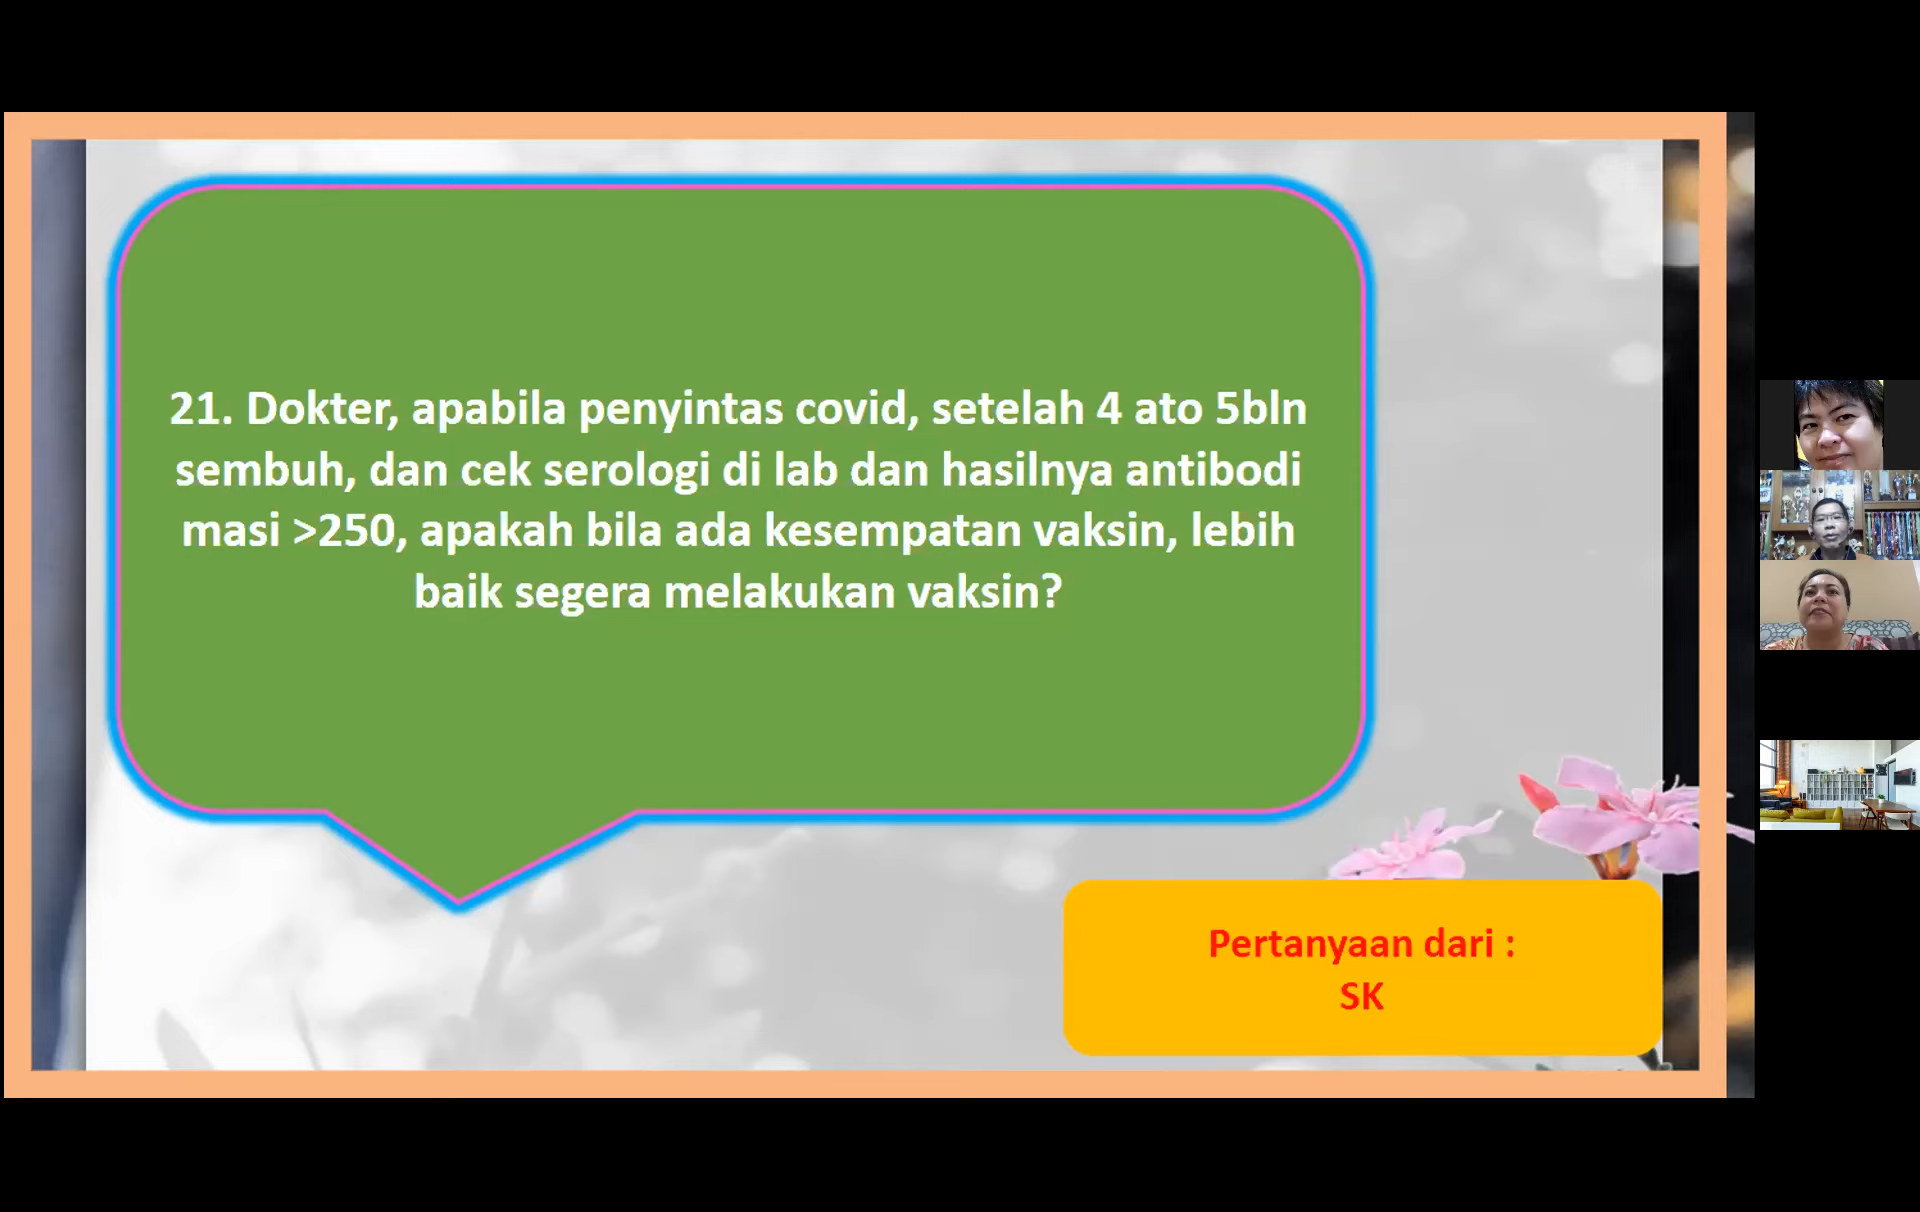 21. Dokter, apabila penyintas covid, setelah 4 ato 5bln
sembuh, dan cek serologi di lab dan hasilnya antibodi
masi >250, apakah bila ada kesempatan vaksin, lebih
baik segera melakukan vaksin?
Pertanyaan dari :
SK